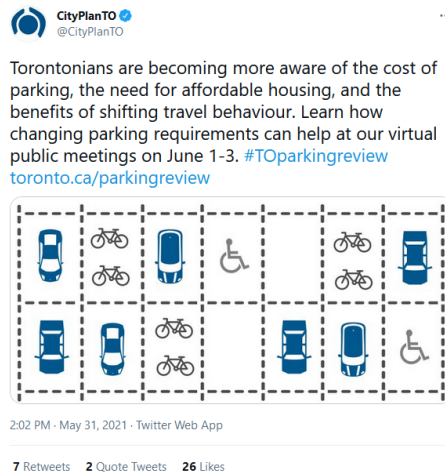 CityPlanTO
@CityPlanTO
Torontonians are becoming more aware of the cost of
parking, the need for affordable housing, and the
benefits of shifting travel behaviour. Learn how
changing parking requirements can help at our virtual
public meetings on June 1-3. #TOparkingreview
toronto.ca/parkingreview
2:02 PM · May 31, 2021 · Twitter Web App
7 Retweets 2 Quote Tweets 26 Likes